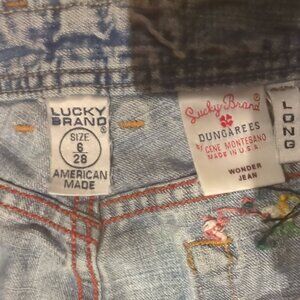 LUCKY
BRAND
SIZE
6
28
AMERICAN
MADE
Lucky Brand
DUNGAREES
BY GENE MONTESANO
MADE IN U.S.A.
WONDER
JEAN
LONG